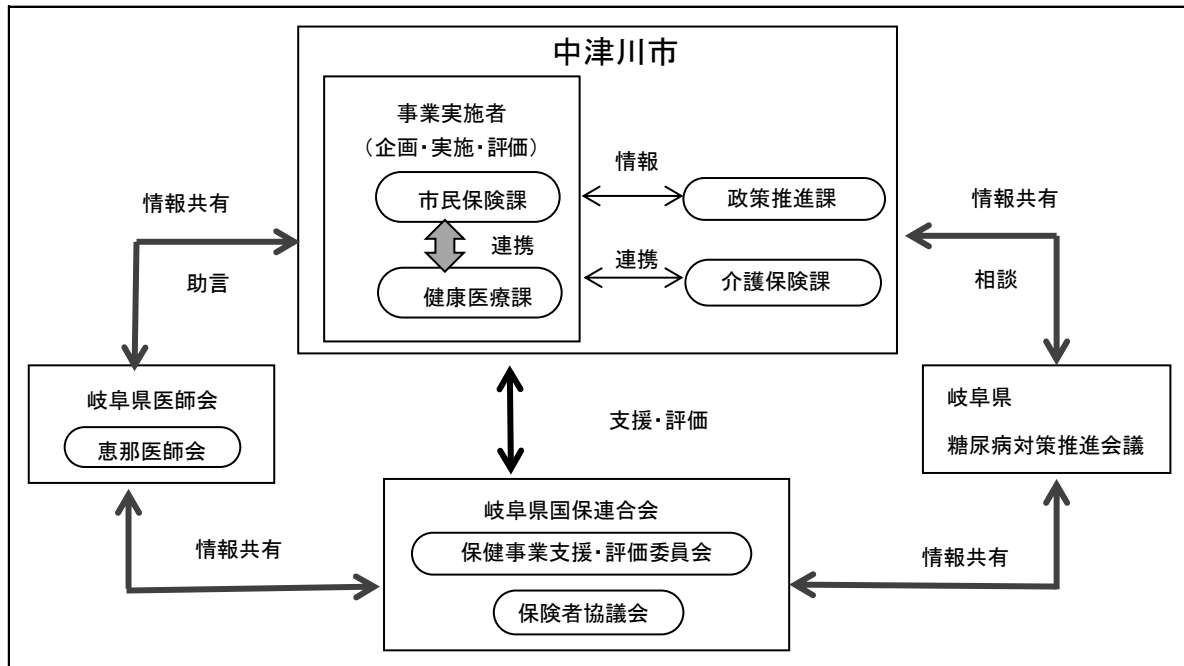 中津川市
事業実施者
（企画・実施・評価）
市民保険課
連携
健康医療課
情報
政策推進課
連携
介護保険課
情報共有
助言
情報共有
相談
岐阜県医師会
恵那医師会
支援・評価
岐阜県
糖尿病対策推進会議
岐阜県国保連合会
保健事業支援・評価委員会
保険者協議会
情報共有
情報共有